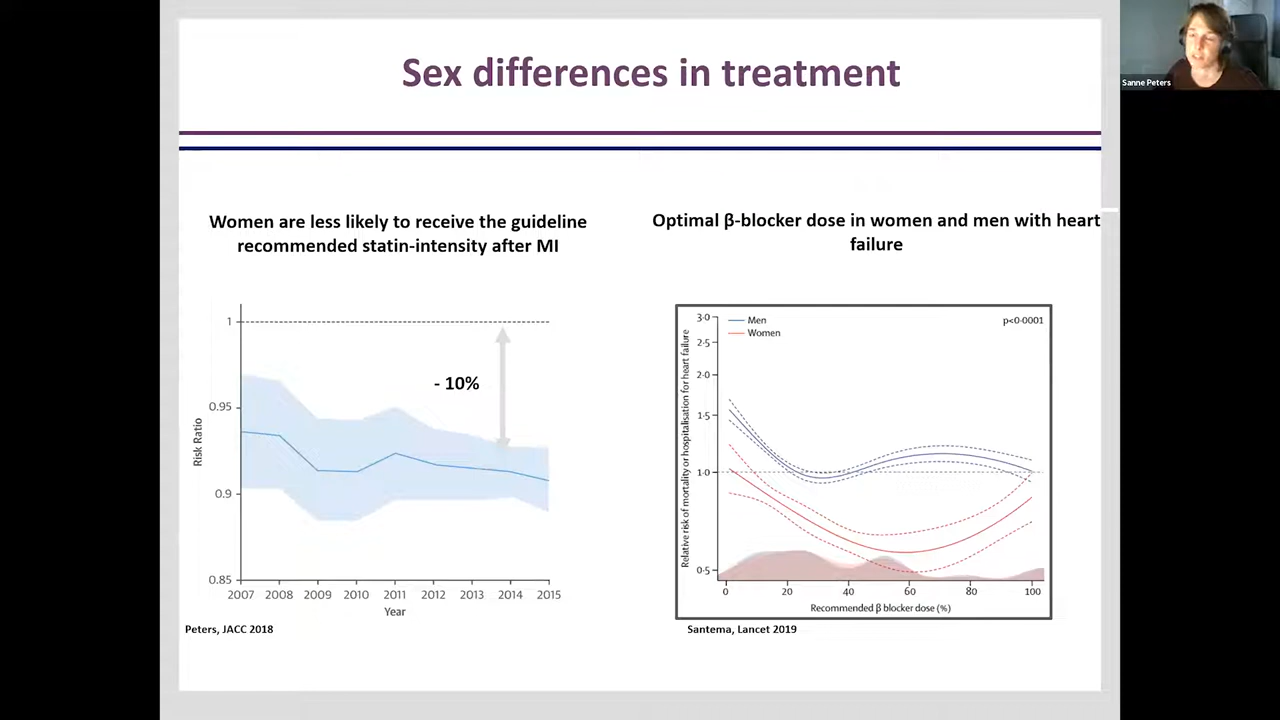 Sex differences in treatment
Sanne Peters
Women are less likely to receive the guideline
recommended statin-intensity after MI
1
0.95
0.9
0.85
Risk Ratio
- 10%
2007 2008 2009 2010 2011 2012 2013 2014 2015
Year
Peters, JACC 2018
Optimal β-blocker dose in women and men with heart
failure
Men
Women
p<0·0001
3·0
2·5
2·0
1·5
1·0
0·5
Relative risk of mortality or hospitalisation for heart failure
0 20 40 60 80 100
Recommended β blocker dose (%)
Santema, Lancet 2019